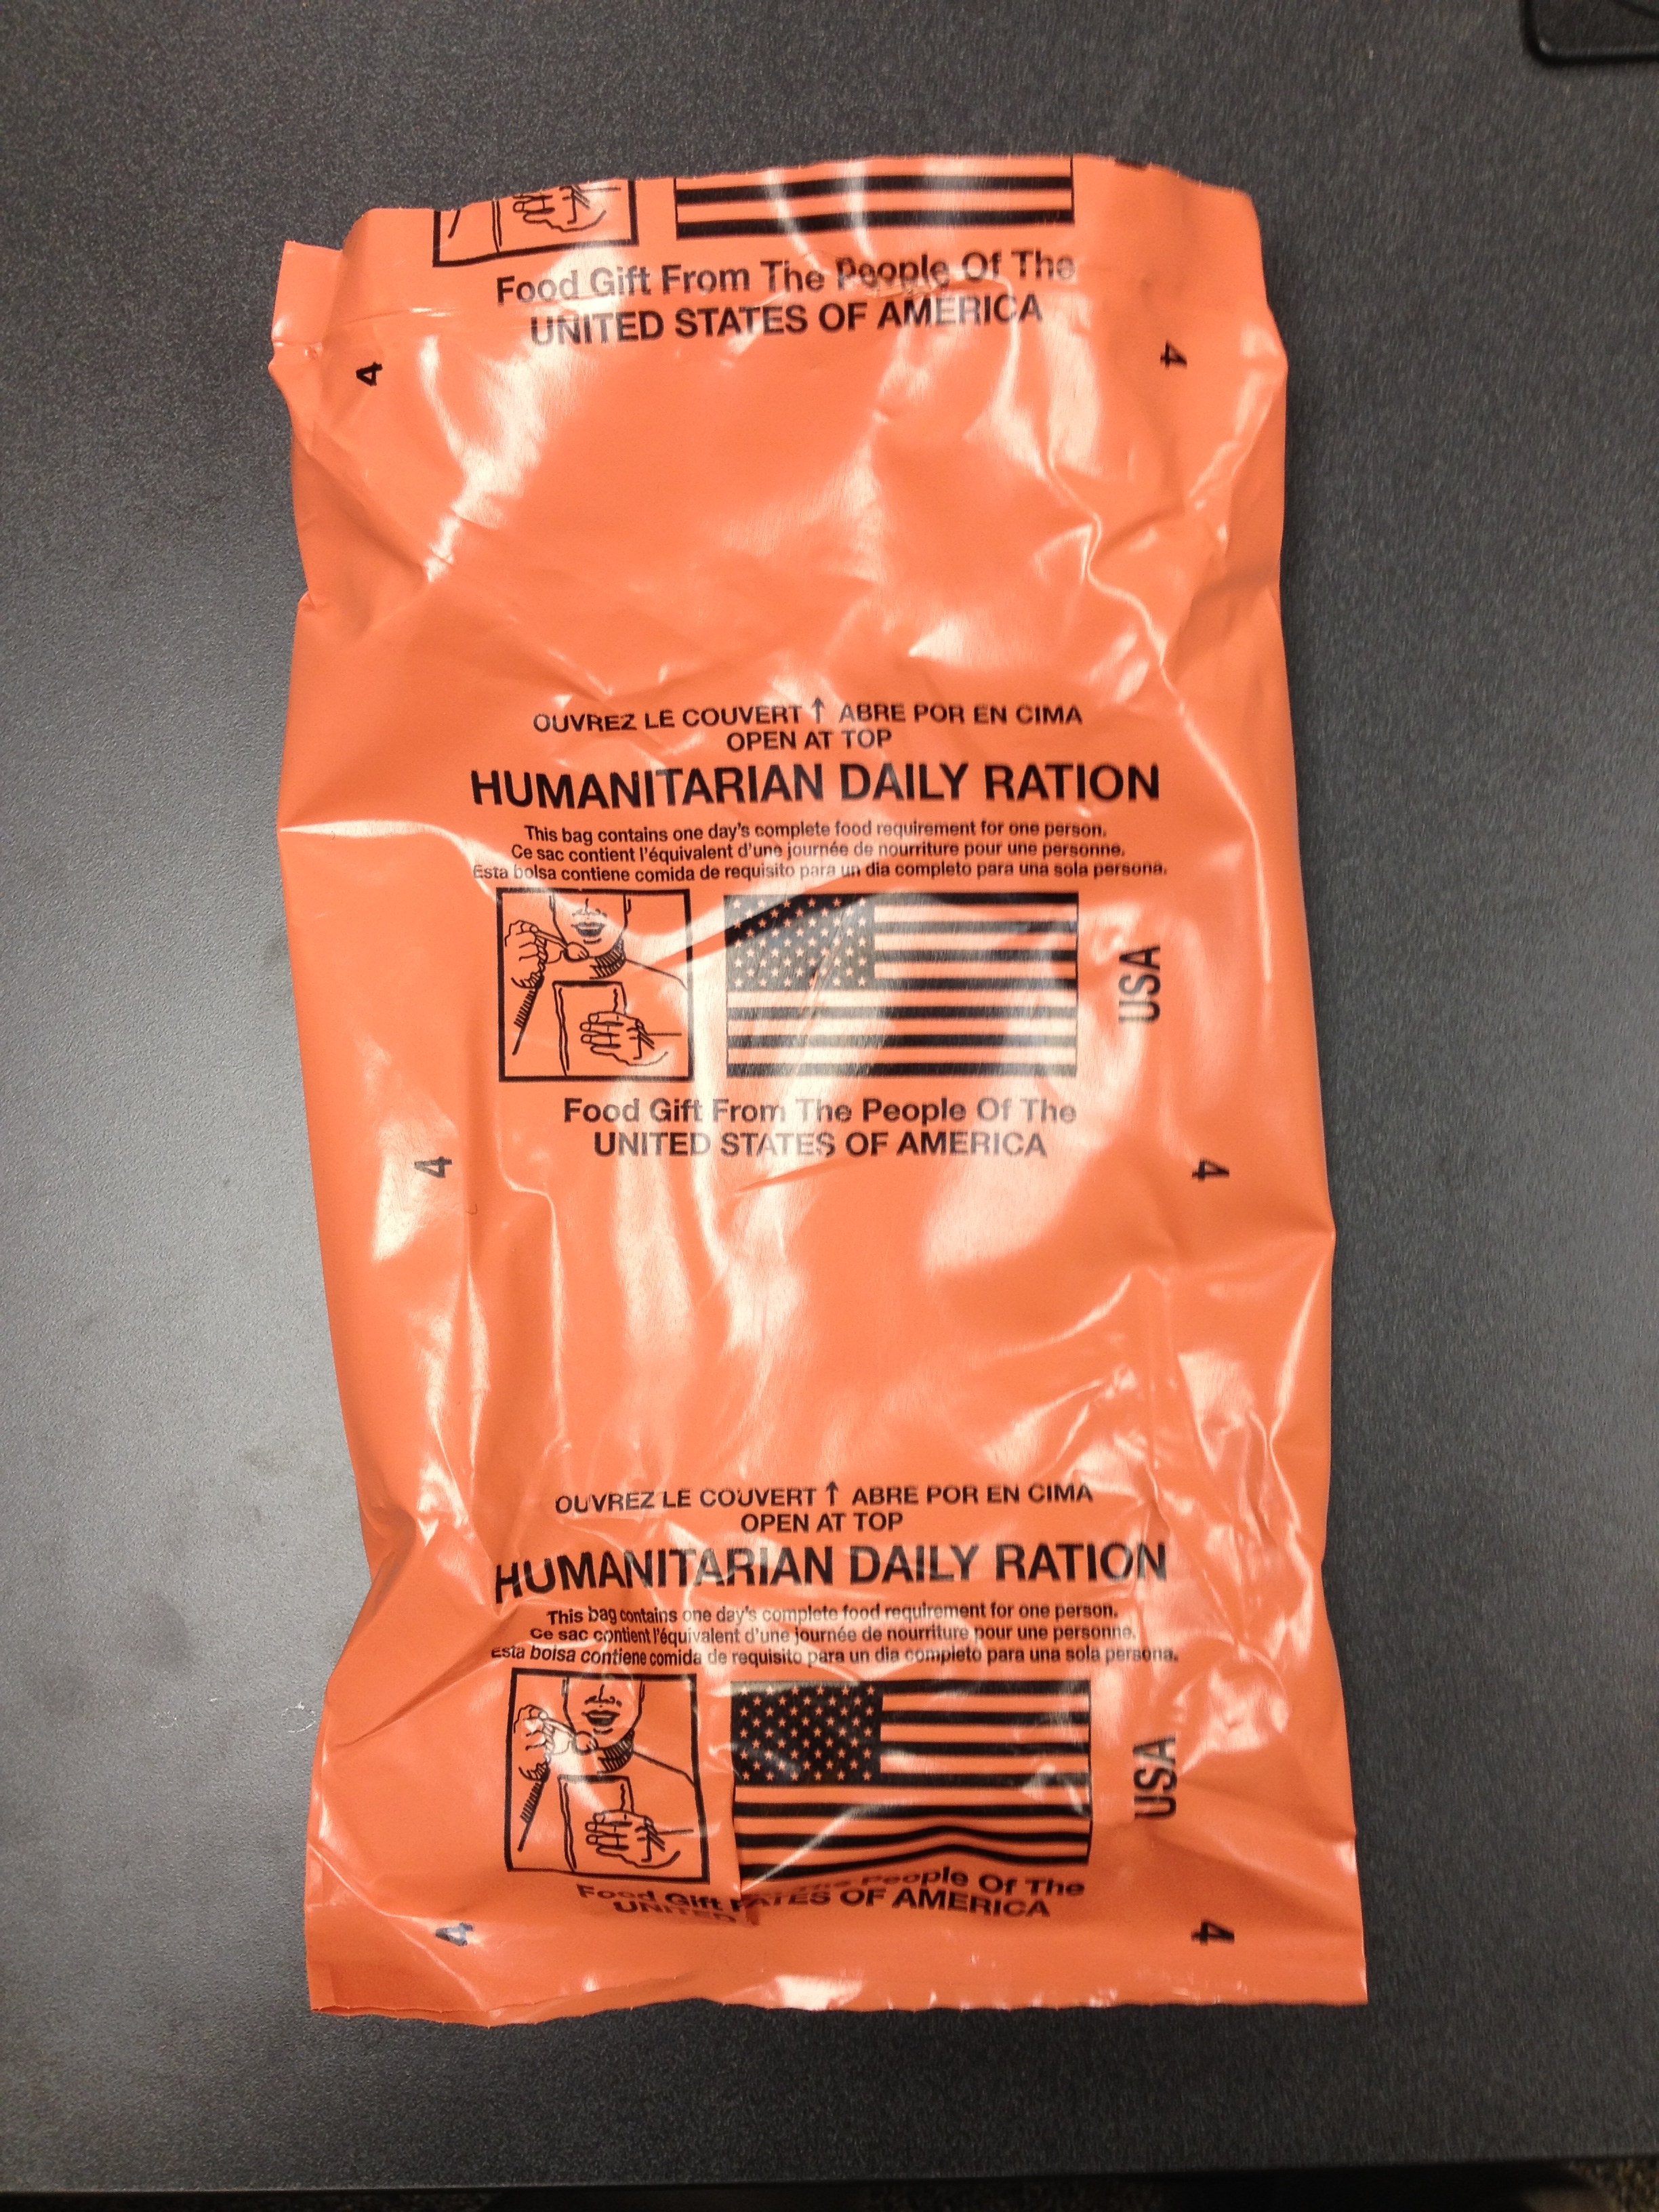 Food Gift From The People Of The
UNITED STATES OF AMERICA
4
4
OUVREZ LE COUVERT ↑ ABRE POR EN CIMA
OPEN AT TOP
HUMANITARIAN DAILY RATION
This bag contains one day's complete food requirement for one person.
Ce sac contient l'équivalent d'une journée de nourriture pour une personne.
Esta bolsa contiene comida de requisito para un dia completo para una sola persona.
USA
Food Gift From The People Of The
UNITED STATES OF AMERICA
4
4
OUVREZ LE COUVERT ↑ ABRE POR EN CIMA
OPEN AT TOP
HUMANITARIAN DAILY RATION
This bag contains one day's complete food requirement for one person.
Ce sac contient l'équivalent d'une journée de nourriture pour une personne.
Esta bolsa contiene comida de requisito para un dia completo para una sola persona.
USA
Food Gift People Of The
UNITED OF AMERICA
4
4